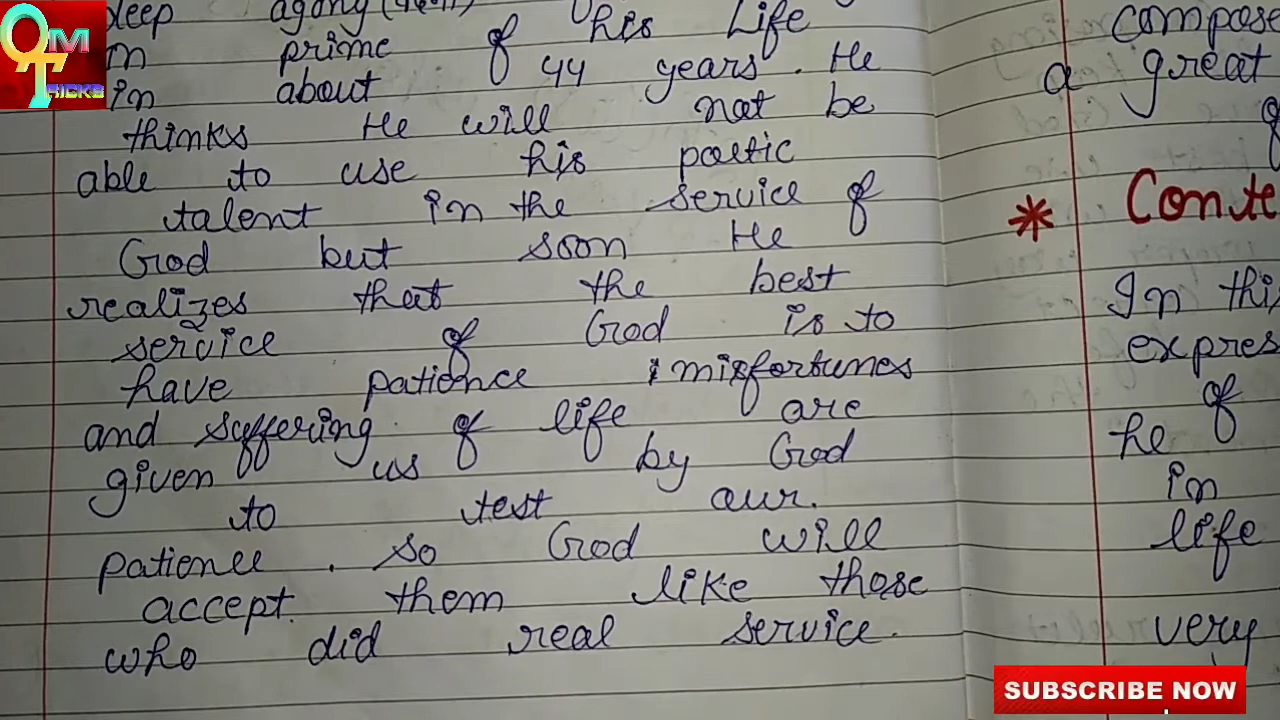 deep agony
in prime of his Life
in about 44 years. He
thinks He will not be
able to use his poetic
talent in the service of
God but soon He
realizes that the best
service of God is to
have patience misfortunes
and suffering. of life are
given us by God
to test our.
patience. so God will
accept. them like those
who did real service.
compose
a great
* Conte
In this
expres
of
he
in
life
very
OM
TRICKS
SUBSCRIBE NOW